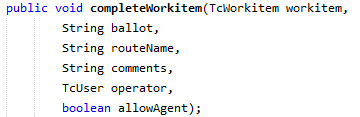 public void completeWorkitem(TcWorkitem workitem,
String ballot,
String routeName,
String comments,
TcUser operator,
boolean allowAgent);